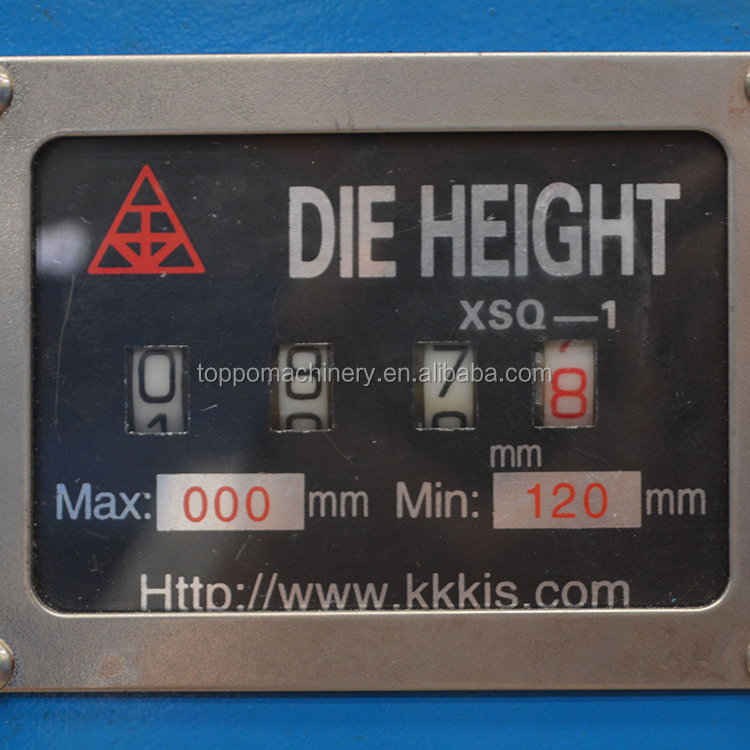 DIE HEIGHT
XSQ—1
0 8 7 8
toppomachinery.en.alibaba.com
mm
Max: 000 mm Min: 120 mm
Http://www.kkkjs.com